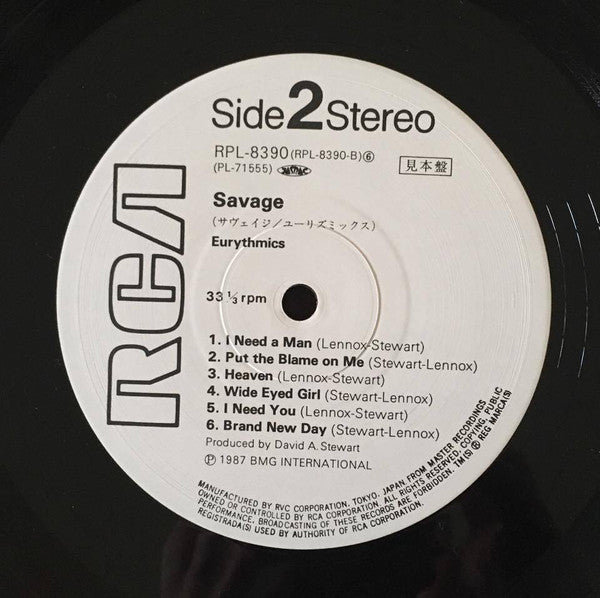 RCA
Side 2 Stereo
RPL-8390 (RPL-8390-B)⑥
(PL-71555)
見本盤
Savage
(サヴェイジ/ユーリズミックス)
Eurythmics
33 1/3 rpm
1. I Need a Man (Lennox-Stewart)
2. Put the Blame on Me (Stewart-Lennox)
3. Heaven (Lennox-Stewart)
4. Wide Eyed Girl (Stewart-Lennox)
5. I Need You (Lennox-Stewart)
6. Brand New Day (Stewart-Lennox)
Produced by David A. Stewart
Ⓟ 1987 BMG INTERNATIONAL
MANUFACTURED BY RVC CORPORATION, TOKYO, JAPAN FROM MASTER RECORDINGS
OWNED OR CONTROLLED BY RCA CORPORATION. ALL RIGHTS RESERVED. COPYING, PUBLIC
PERFORMANCE, BROADCASTING OF THESE RECORDS ARE FORBIDDEN. TM(S) ® REG MARCA(S)
REGISTRADA(S) USED BY AUTHORITY OF RCA CORPORATION.